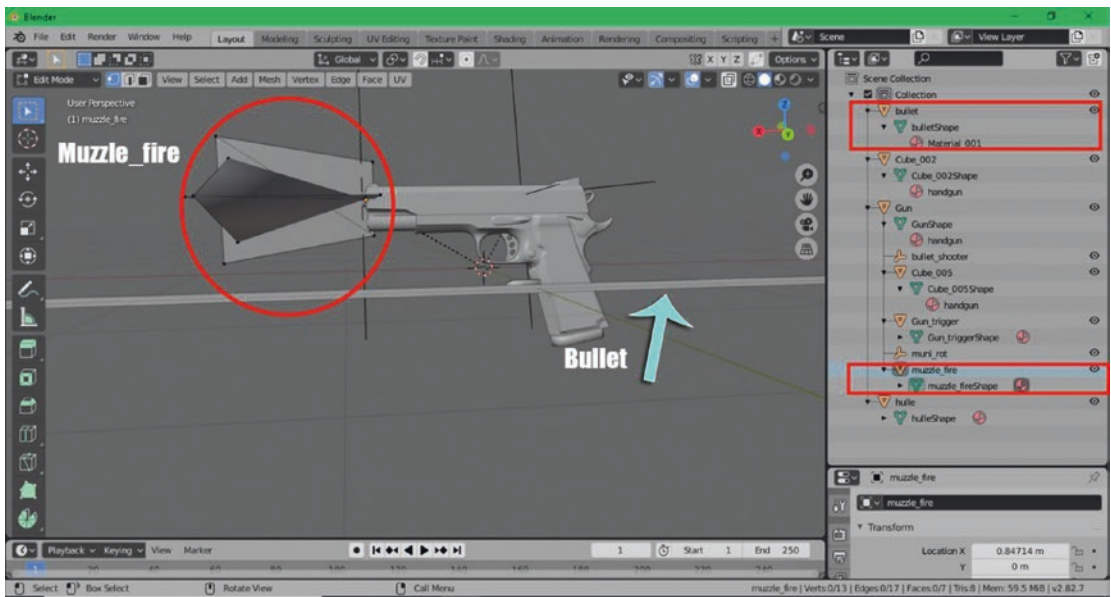 Blender
File Edit Render Window Help Layout Modeling Sculpting UV Editing Texture Paint Shading Animation Rendering Compositing Scripting + Scene View Layer
Global X Y Z Options
Edit Mode View Select Add Mesh Vertex Edge Face UV
User Perspective
(1) muzzle_fire
Muzzle_fire
Bullet
Z
Y
X
Scene Collection
Collection
bullet
bulletShape
Material_001
Cube_002
Cube_002Shape
handgun
Gun
GunShape
handgun
bullet_shooter
Cube_005
Cube_005Shape
handgun
Gun_trigger
Gun_triggerShape
muni_rot
muzzle_fire
muzzle_fireShape
hulle
hulleShape
muzzle_fire
muzzle_fire
Transform
Location X 0.84714 m
Y 0 m
Playback Keying View Marker 1 Start 1 End 250
Select Box Select Rotate View Call Menu muzzle_fire | Verts:0/13 | Edges:0/17 | Faces:0/7 | Tris:8 | Mem: 59.5 MiB | v2.82.7